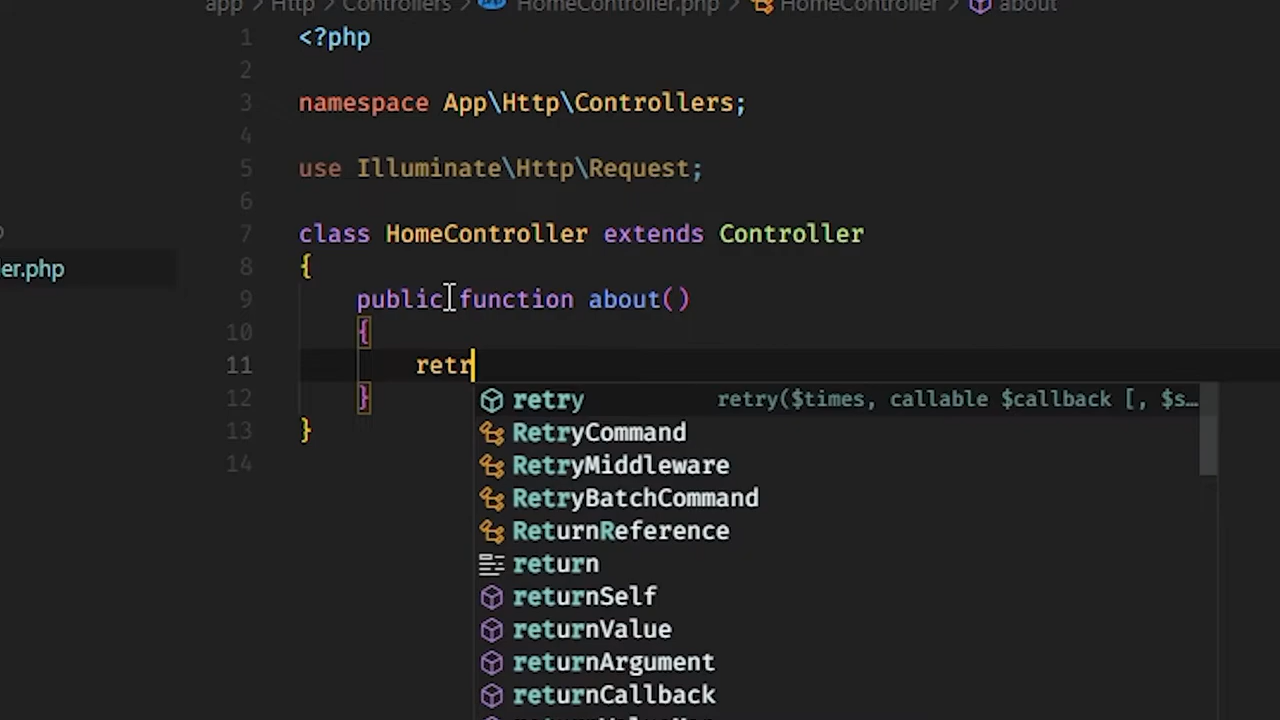 app > Http > Controllers > HomeController.php > HomeController > about
1 <?php
2
3 namespace App\Http\Controllers;
4
5 use Illuminate\Http\Request;
6
7 class HomeController extends Controller
8 {
9 public function about()
10 {
ler.php
11 retr
12 }
13 }
14
retry retry($times, callable $callback [, $s…
RetryCommand
RetryMiddleware
RetryBatchCommand
ReturnReference
return
returnSelf
returnValue
returnArgument
returnCallback